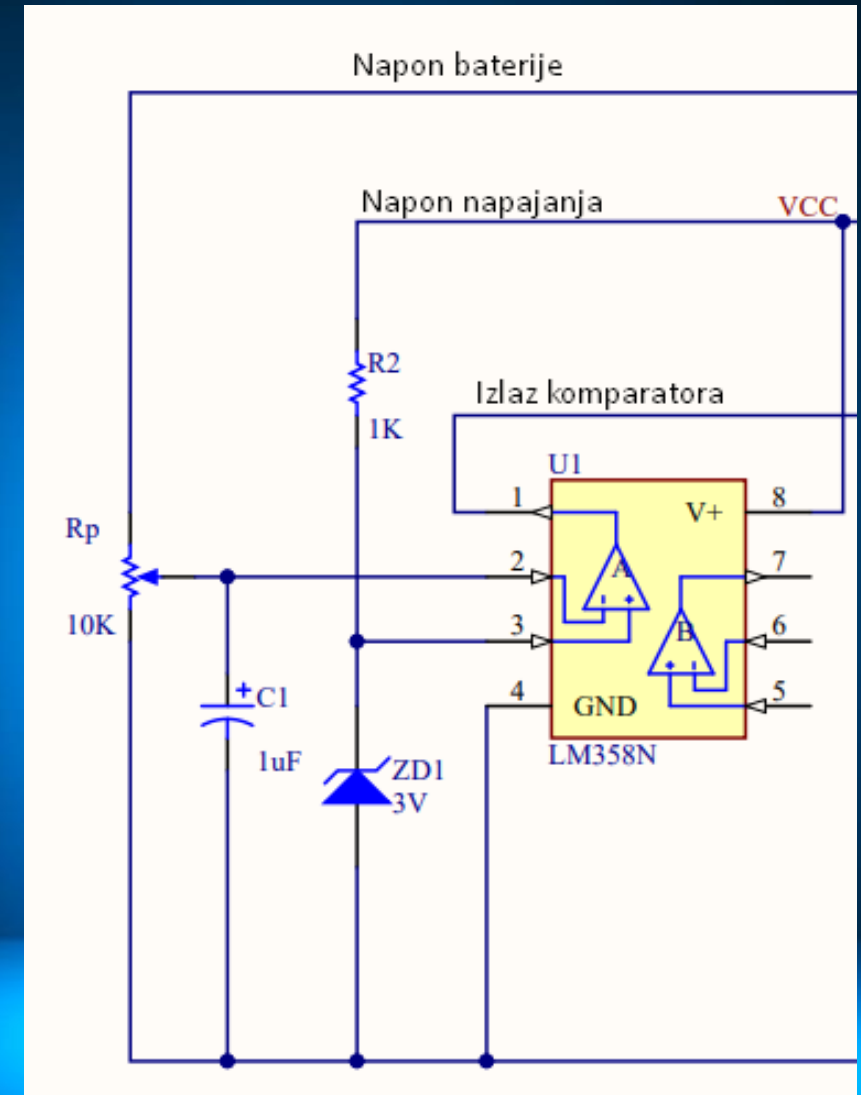 Napon baterije
Napon napajanja
VCC
R2
1K
Izlaz komparatora
U1
1
V+
8
Rp
10K
2
A
7
3
B
6
4
GND
5
LM358N
+
C1
1uF
ZD1
3V